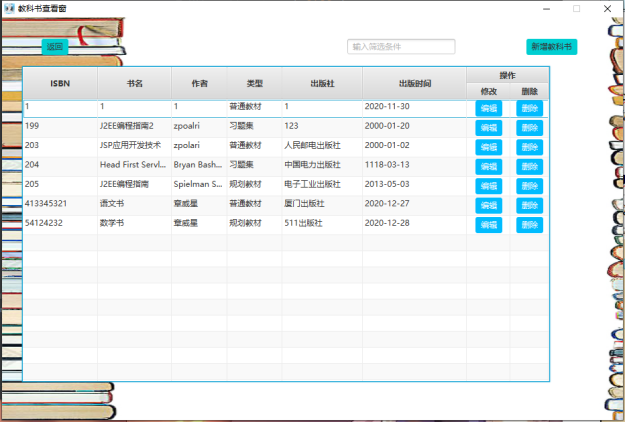 教科书查看窗
返回 输入筛选条件 新增教科书
ISBN 书名 作者 类型 出版社 出版时间 操作
修改 删除
1 1 1 普通教材 1 2020-11-30 编辑 删除
199 J2EE编程指南2 zpoalri 习题集 123 2000-01-20 编辑 删除
203 JSP应用开发技术 zpolari 普通教材 人民邮电出版社 2000-01-02 编辑 删除
204 Head First Servl... Bryan Bash... 习题集 中国电力出版社 1118-03-13 编辑 删除
205 J2EE编程指南 Spielman S... 规划教材 电子工业出版社 2013-05-03 编辑 删除
413345321 语文书 章威星 普通教材 厦门出版社 2020-12-27 编辑 删除
54124232 数学书 章威星 规划教材 511出版社 2020-12-28 编辑 删除